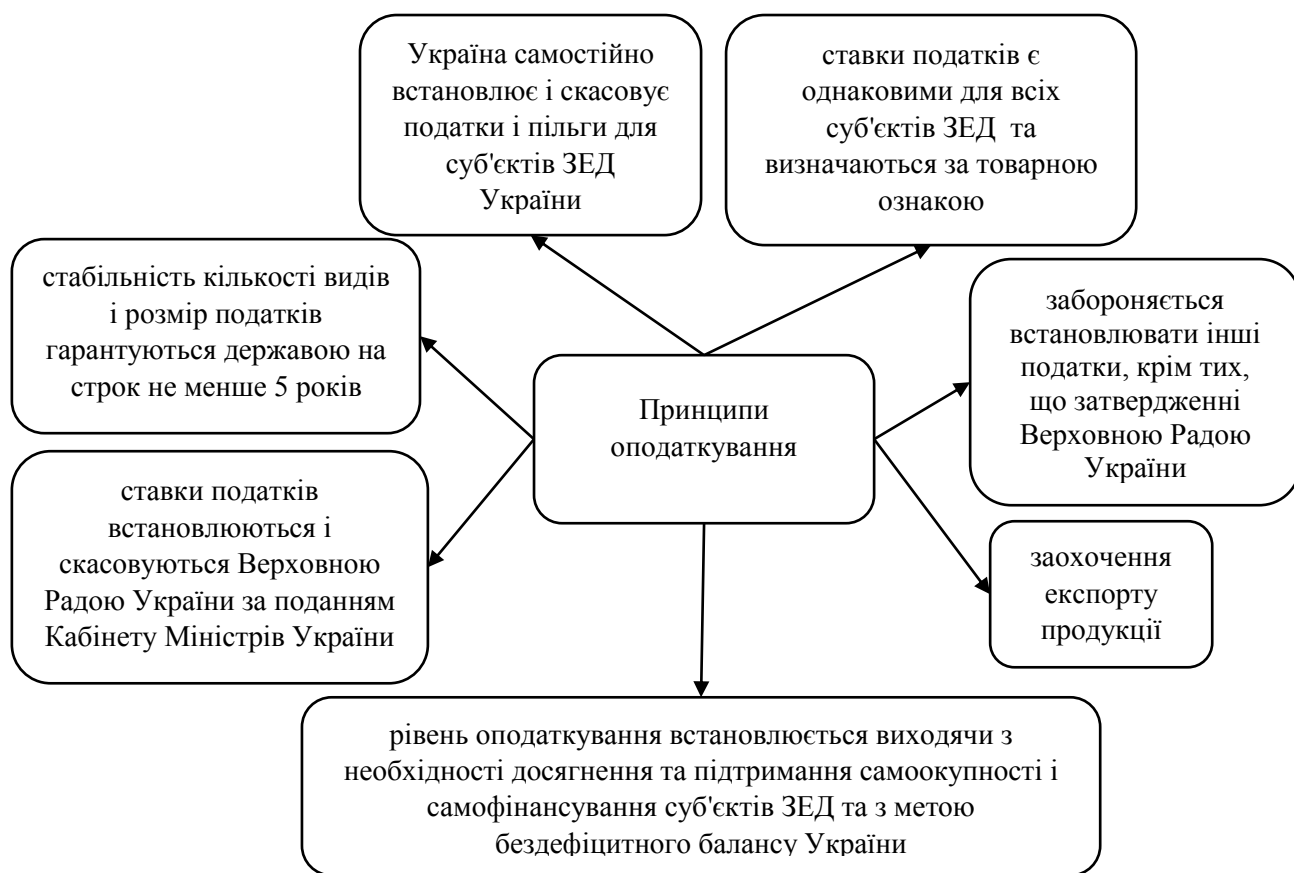 Україна самостійно
встановлює і скасовує
податки і пільги для
суб'єктів ЗЕД
України
ставки податків є
однаковими для всіх
суб'єктів ЗЕД та
визначаються за товарною
ознакою
стабільність кількості видів
і розмір податків
гарантуються державою на
строк не менше 5 років
забороняється
встановлювати інші
податки, крім тих,
що затвердженні
Верховною Радою
України
Принципи
оподаткування
ставки податків
встановлюються і
скасовуються Верховною
Радою України за поданням
Кабінету Міністрів України
заохочення
експорту
продукції
рівень оподаткування встановлюється виходячи з
необхідності досягнення та підтримання самоокупності і
самофінансування суб'єктів ЗЕД та з метою
бездефіцитного балансу України